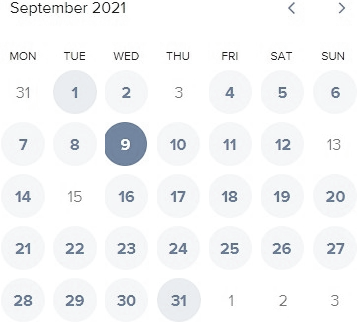 September 2021
MON TUE WED THU FRI SAT SUN
31 1 2 3 4 5 6
7 8 9 10 11 12 13
14 15 16 17 18 19 20
21 22 23 24 25 26 27
28 29 30 31 1 2 3